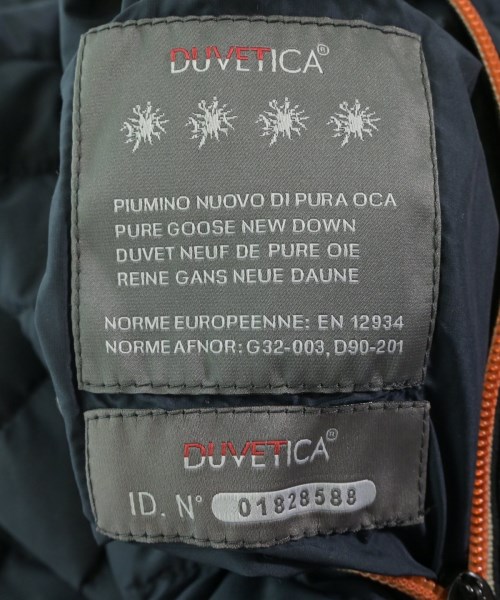 DUVETICA®
PIUMINO NUOVO DI PURA OCA
PURE GOOSE NEW DOWN
DUVET NEUF DE PURE OIE
REINE GANS NEUE DAUNE
NORME EUROPEENNE: EN 12934
NORME AFNOR: G32-003, D90-201
DUVETICA®
ID. N° 01828588